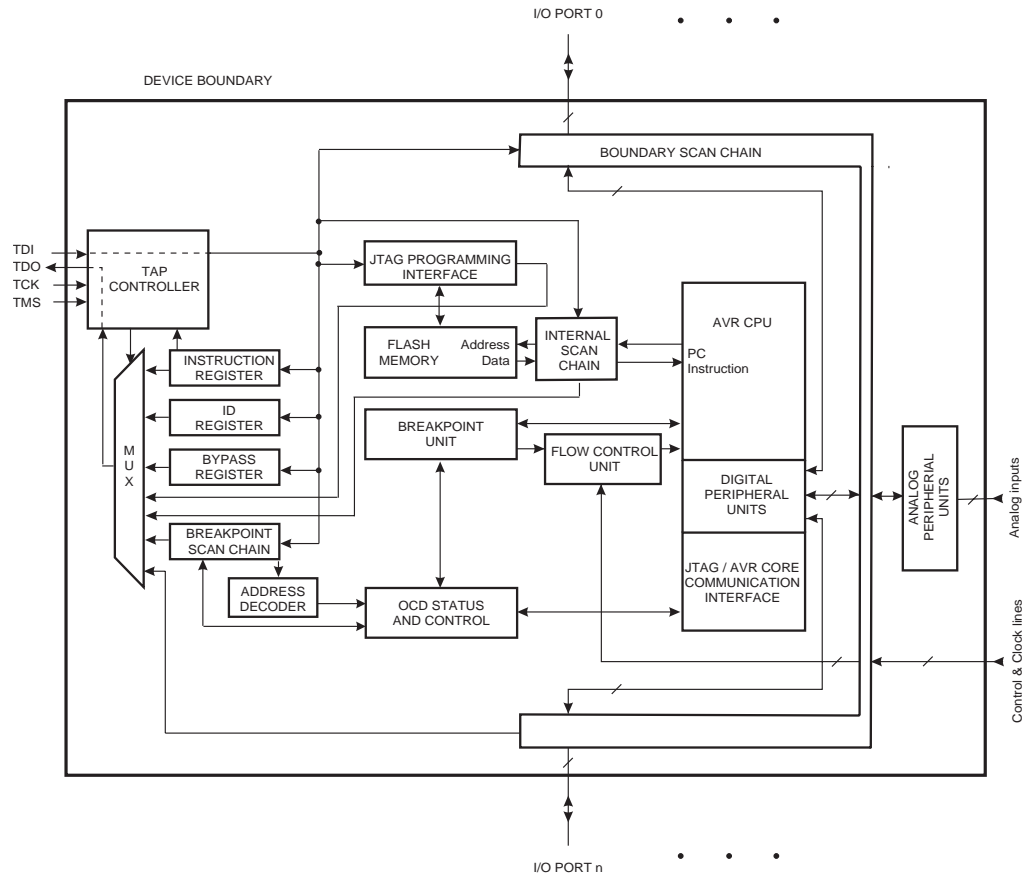 I/O PORT 0
DEVICE BOUNDARY
BOUNDARY SCAN CHAIN
TDI
TDO
TCK
TMS
TAP
CONTROLLER
JTAG PROGRAMMING
INTERFACE
AVR CPU
FLASH
MEMORY
Address
Data
INTERNAL
SCAN
CHAIN
PC
Instruction
INSTRUCTION
REGISTER
ID
REGISTER
BYPASS
REGISTER
M
U
X
BREAKPOINT
UNIT
FLOW CONTROL
UNIT
DIGITAL
PERIPHERAL
UNITS
ANALOG
PERIPHERIAL
UNITS
Analog inputs
BREAKPOINT
SCAN CHAIN
ADDRESS
DECODER
OCD STATUS
AND CONTROL
JTAG / AVR CORE
COMMUNICATION
INTERFACE
Control & Clock lines
I/O PORT n